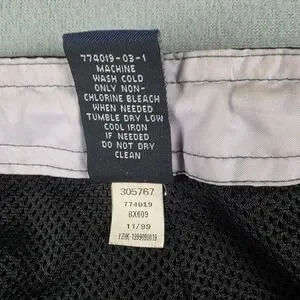 774019-03-1
MACHINE
WASH COLD
ONLY NON-
CHLORINE BLEACH
WHEN NEEDED
TUMBLE DRY LOW
COOL IRON
IF NEEDED
DO NOT DRY
CLEAN
305767
774019
BX609
11/99